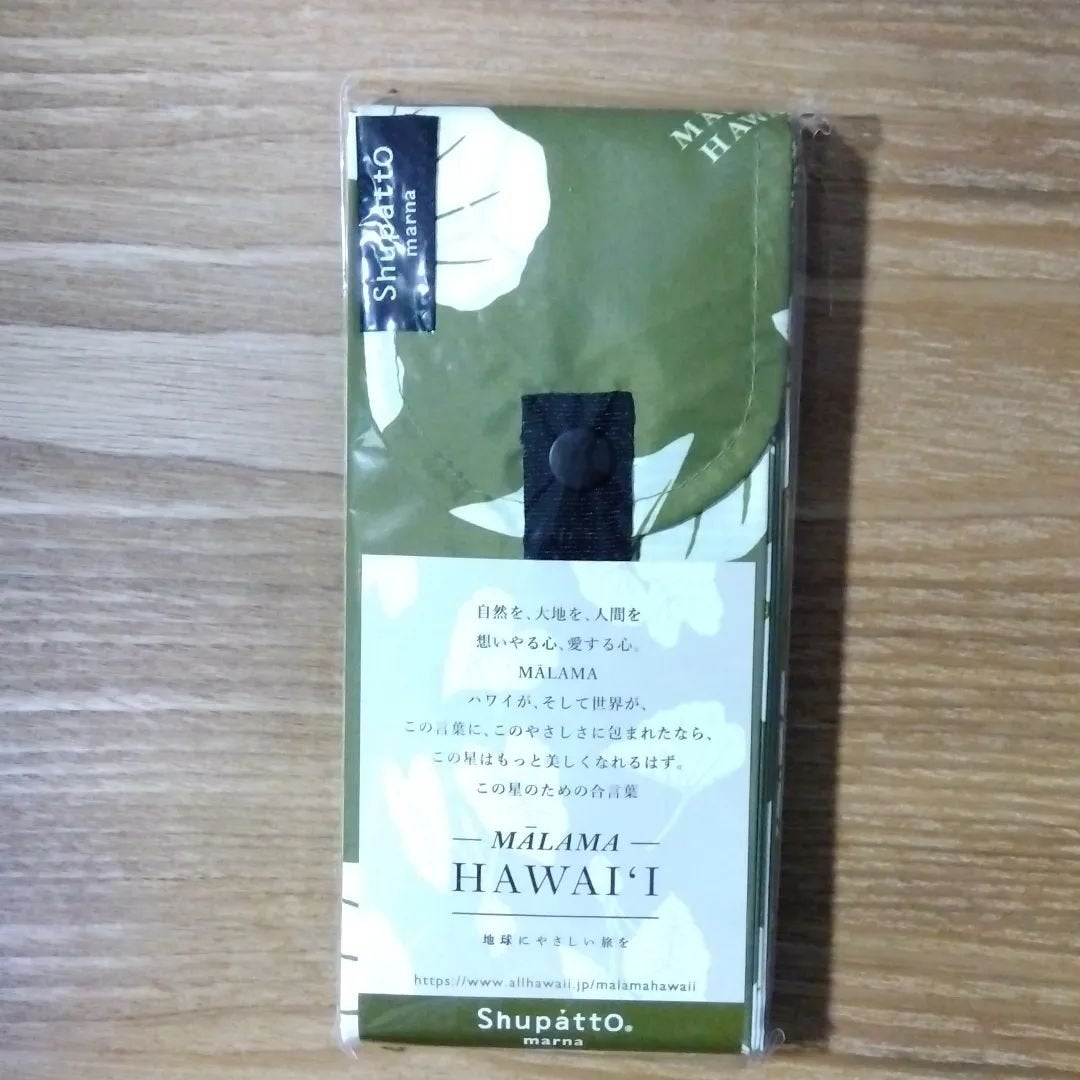 Shupatto
marna
MA
HAW
自然を、大地を、人間を
想いやる心、愛する心。
MĀLAMA
ハワイが、そして世界が、
この言葉に、このやさしさに包まれたなら、
この星はもっと美しくなれるはず。
この星のための合言葉
— MĀLAMA —
HAWAIʻI
地球にやさしい旅を
https://www.allhawaii.jp/malamahawaii
Shupatto®
marna